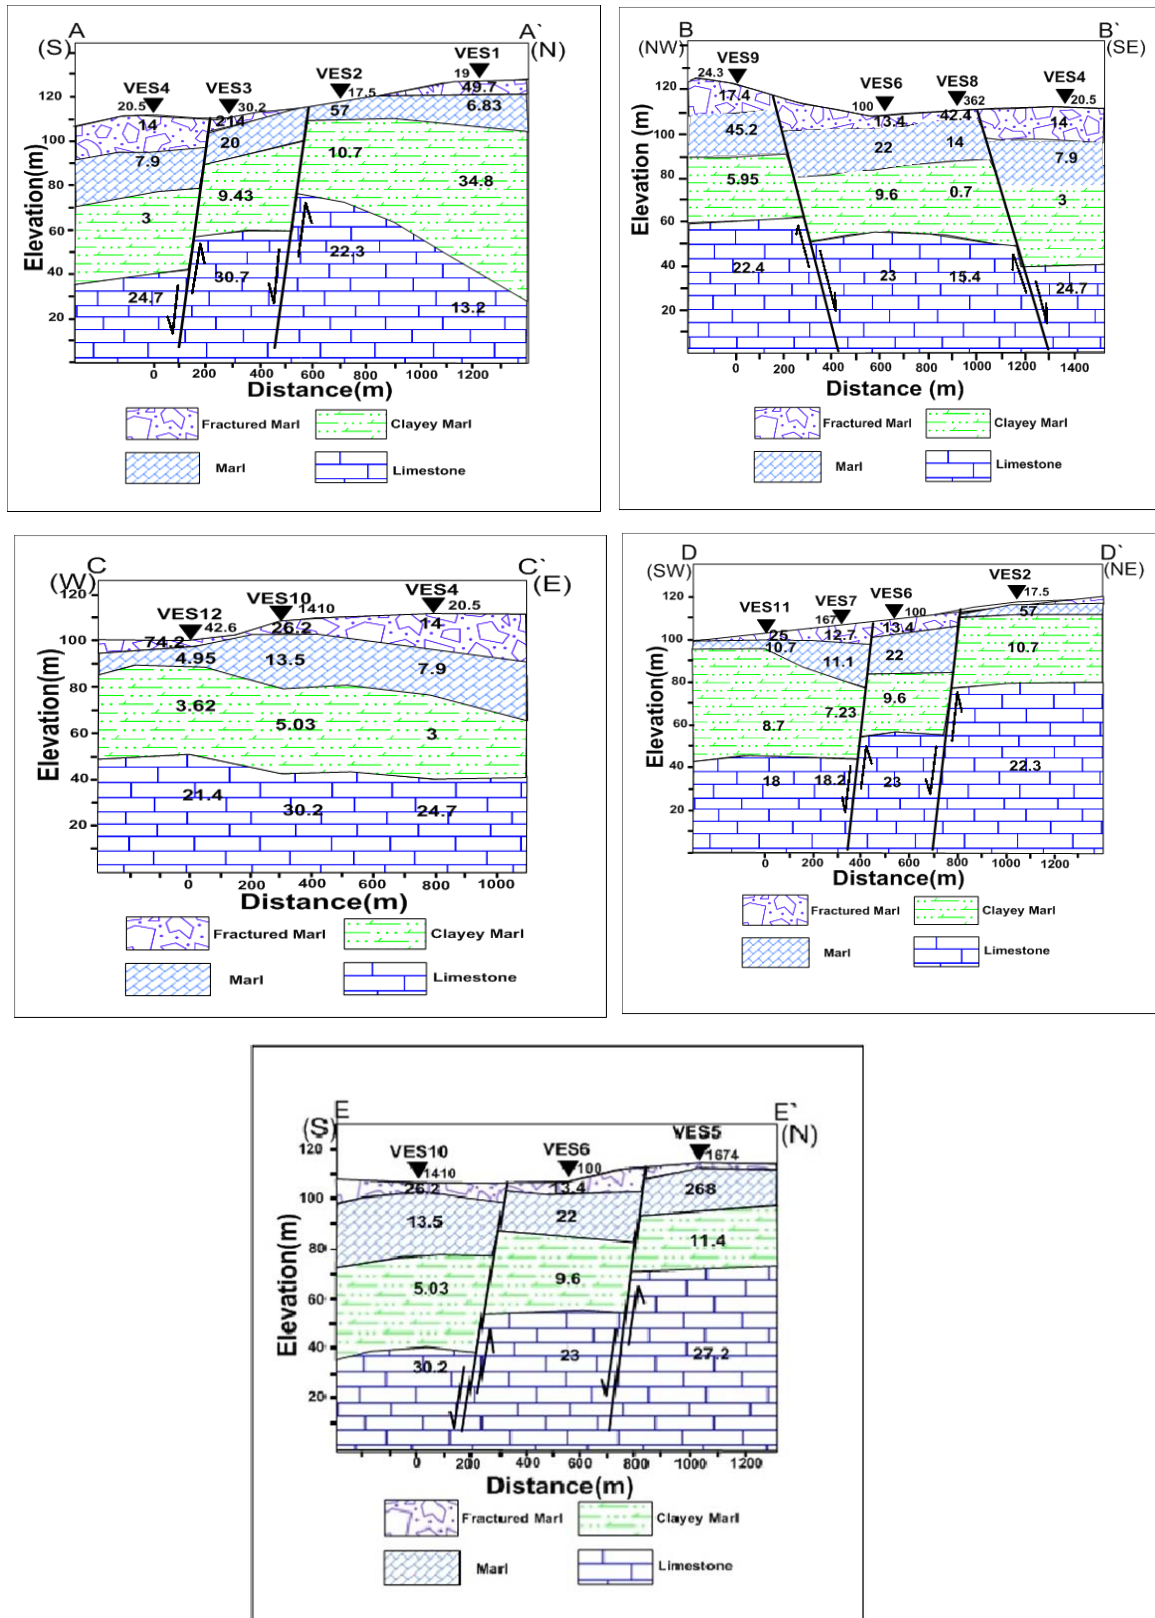 A A`
(S) (N)
VES4 VES3 VES2 VES1
20.5 30.2 17.5 19
14 214 57 49.7
7.9 20 10.7 6.83
3 9.43 22.3 34.8
24.7 30.7 13.2
120
100
80
60
40
20
Elevation(m)
0 200 400 600 800 1000 1200
Distance(m)
Fractured Marl Clayey Marl
Marl Limestone
B B`
(NW) (SE)
VES9 VES6 VES8 VES4
24.3 100 362 20.5
17.4 13.4 42.4 14
45.2 22 14 7.9
5.95 9.6 0.7 3
22.4 23 15.4 24.7
120
100
80
60
40
20
Elevation (m)
0 200 400 600 800 1000 1200 1400
Distance (m)
Fractured Marl Clayey Marl
Marl Limestone
C C`
(W) (E)
VES12 VES10 VES4
42.6 1410 20.5
74.2 26.2 14
4.95 13.5 7.9
3.62 5.03 3
21.4 30.2 24.7
120
100
80
60
40
20
Elevation(m)
0 200 400 600 800 1000
Distance(m)
Fractured Marl Clayey Marl
Marl Limestone
D D`
(SW) (NE)
VES11 VES7 VES6 VES2
167 100 17.5
25 12.7 13.4 57
10.7 11.1 22 10.7
8.7 7.23 9.6 22.3
18 18.2 23
120
100
80
60
40
20
Elevation(m)
0 200 400 600 800 1000 1200
Distance(m)
Fractured Marl Clayey Marl
Marl Limestone
E E`
(S) (N)
VES10 VES6 VES5
1410 100 1674
26.2 13.4 268
13.5 22 11.4
5.03 9.6 27.2
30.2 23
120
100
80
60
40
20
Elevation(m)
0 200 400 600 800 1000 1200
Distance(m)
Fractured Marl Clayey Marl
Marl Limestone